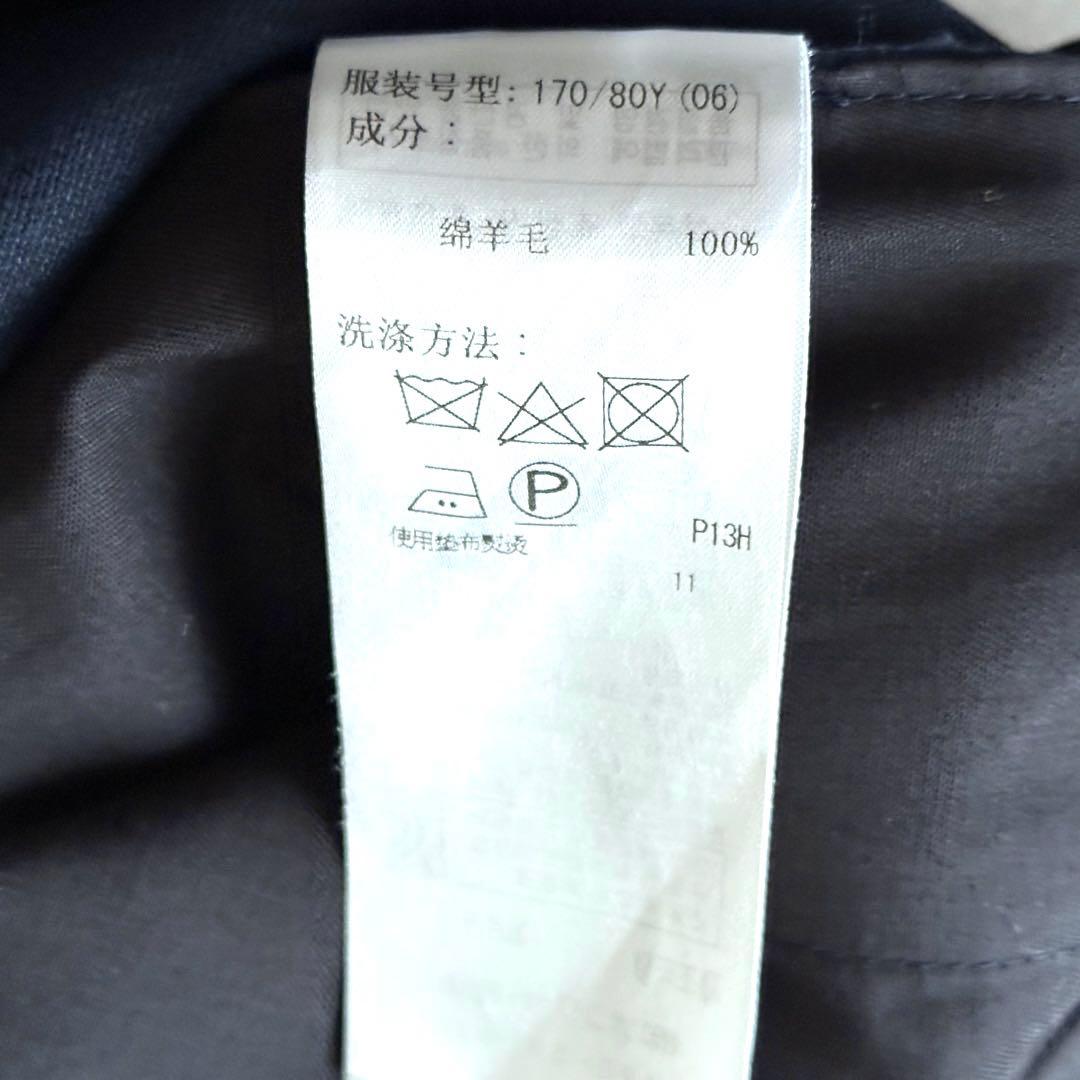 服装号型: 170/80Y (06)
成分：
绵羊毛 100%
洗涤方法：
P
使用垫布熨烫
P13H
11